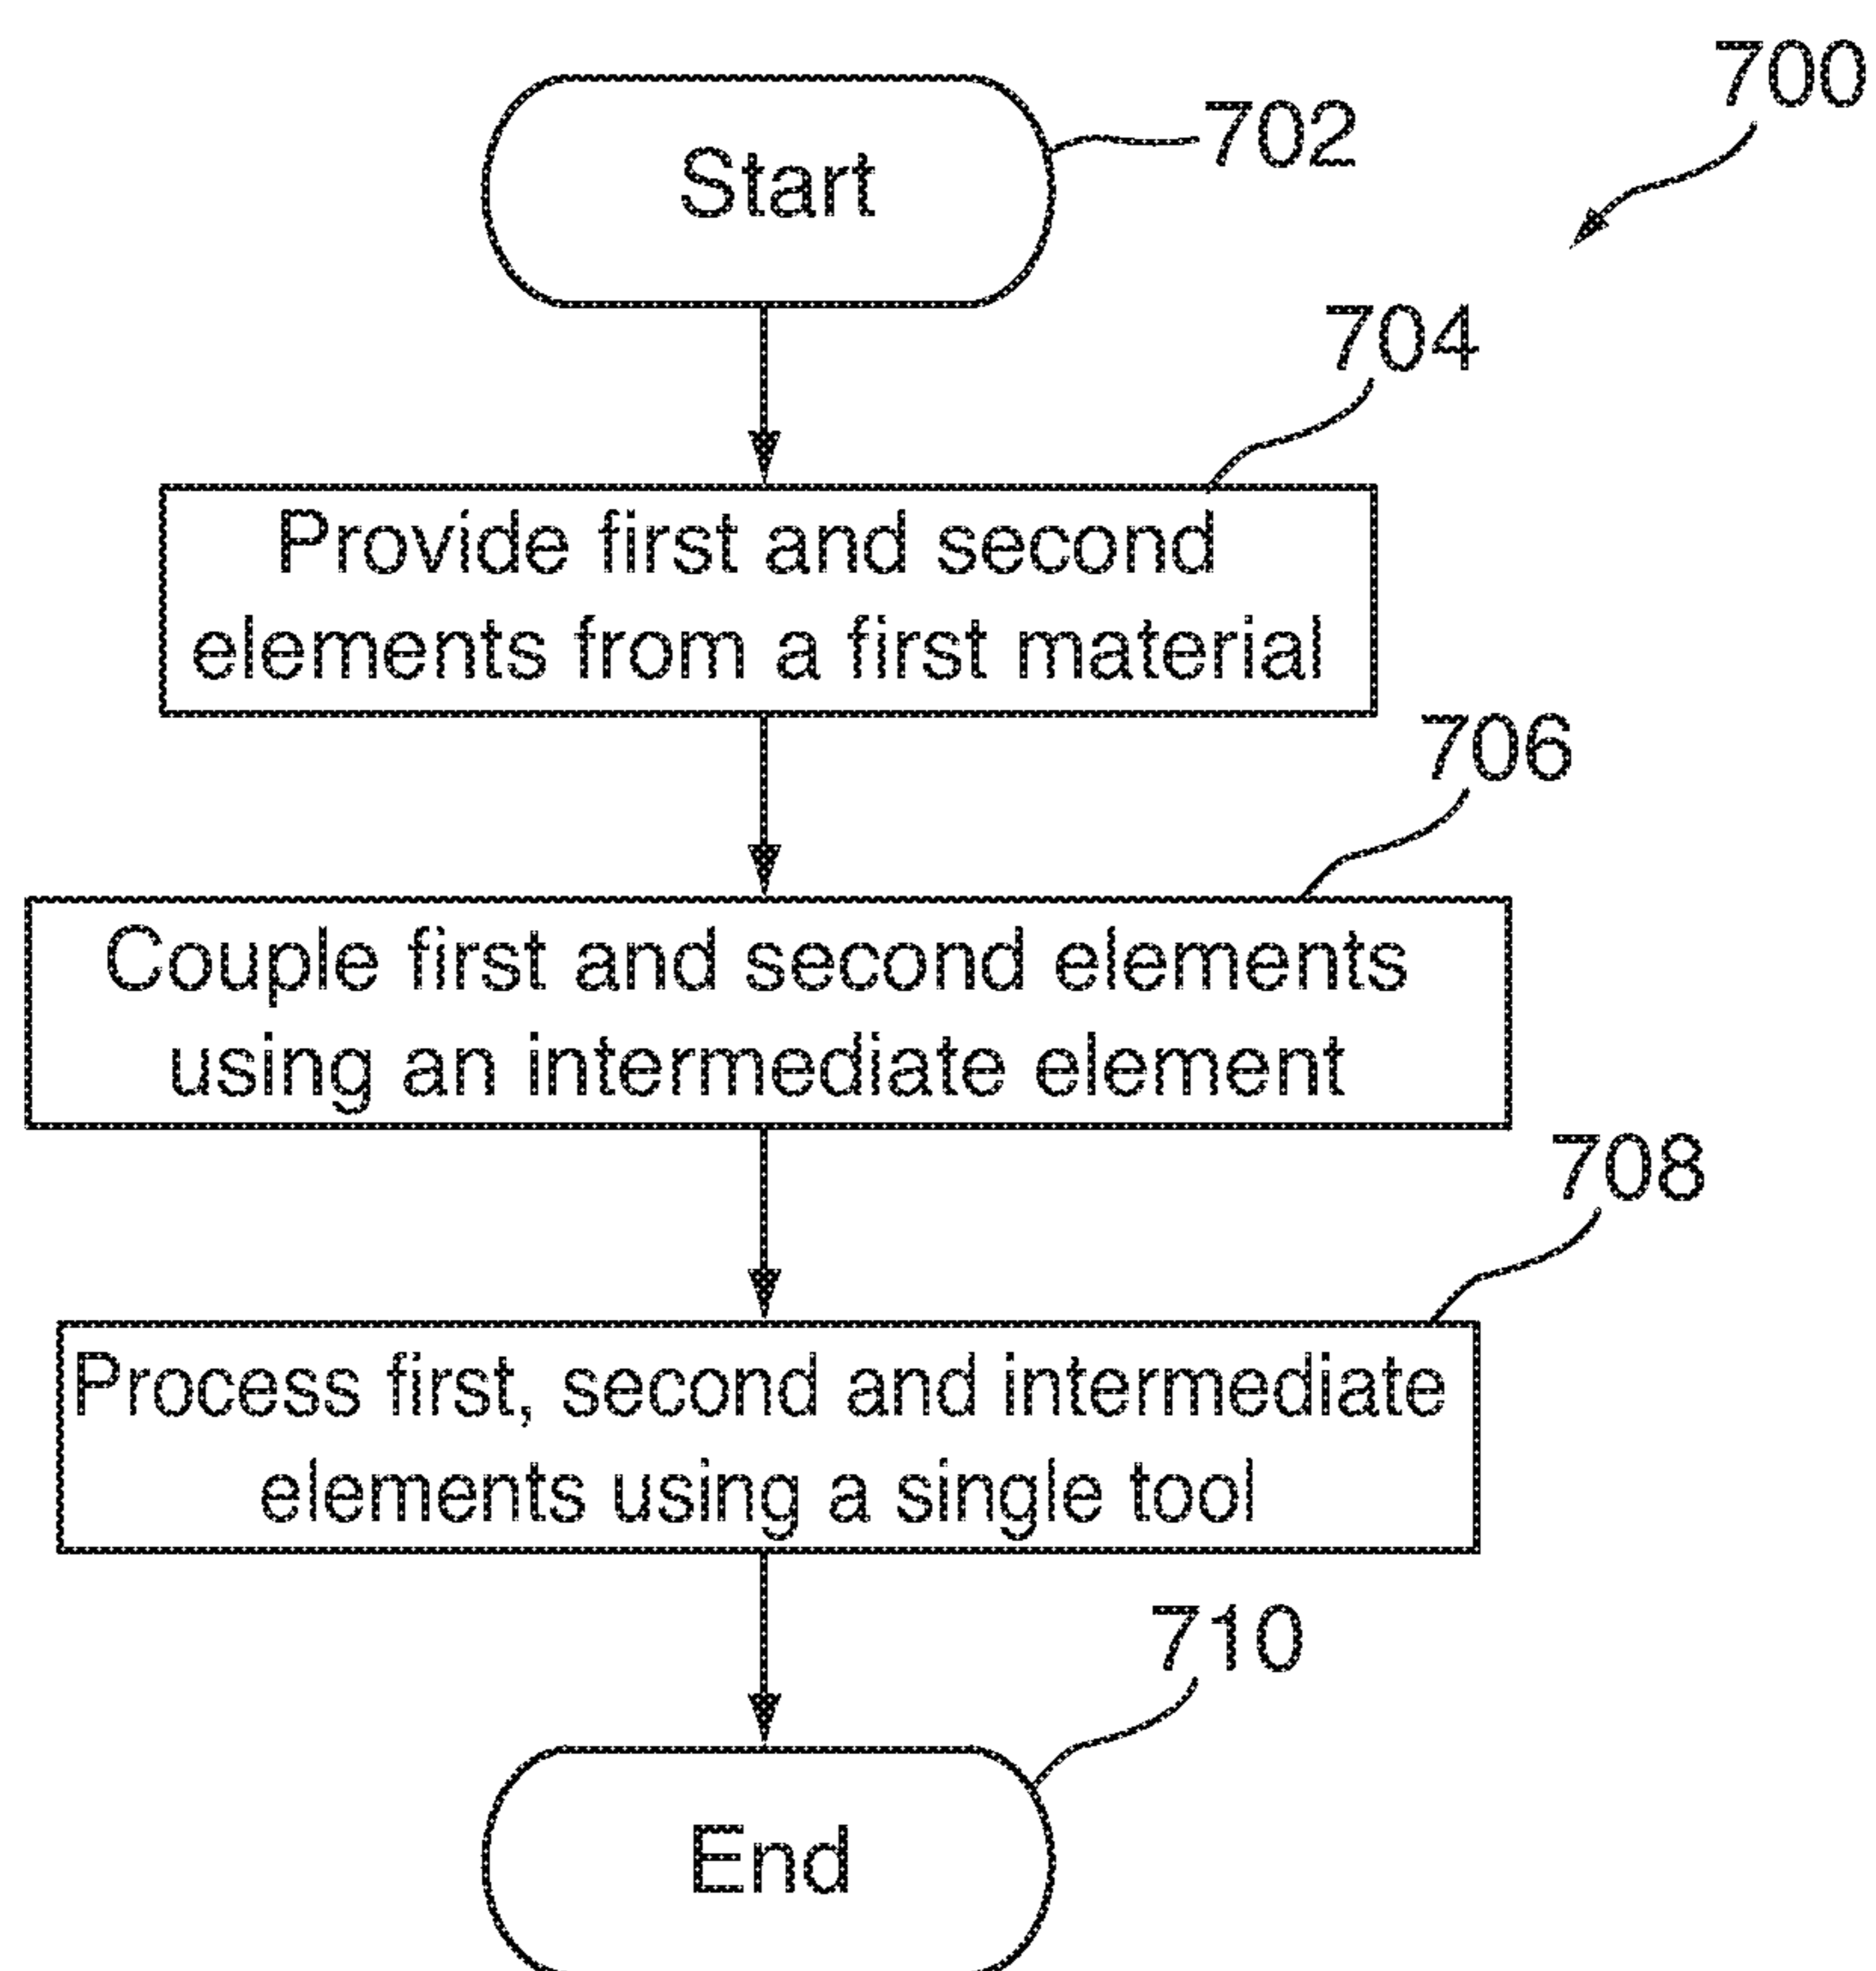 700
Start
702
704
Provide first and second
elements from a first material
706
Couple first and second elements
using an intermediate element
708
Process first, second and intermediate
elements using a single tool
710
End